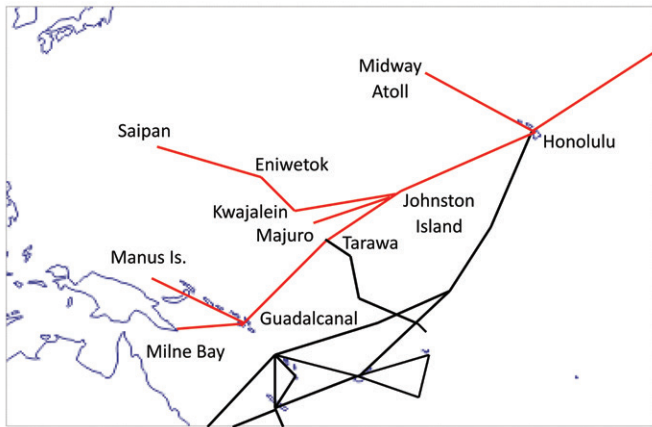 Midway
Atoll
Honolulu
Saipan
Eniwetok
Kwajalein
Johnston
Island
Majuro
Tarawa
Manus Is.
Guadalcanal
Milne Bay